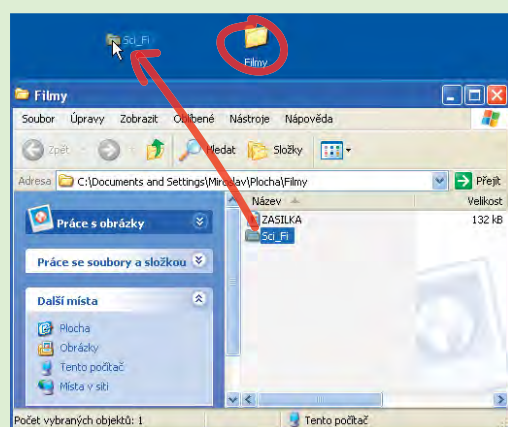 Sci_Fi
Filmy
Filmy
Soubor Úpravy Zobrazit Oblíbené Nástroje Nápověda
Zpět Hledat Složky
Adresa C:\Documents and Settings\Miroslav\Plocha\Filmy Přejít
Název Velikost
Práce s obrázky
ZASILKA 132 kB
Sci_Fi
Práce se soubory a složkou
Další místa
Plocha
Obrázky
Tento počítač
Místa v síti
Počet vybraných objektů: 1 Tento počítač